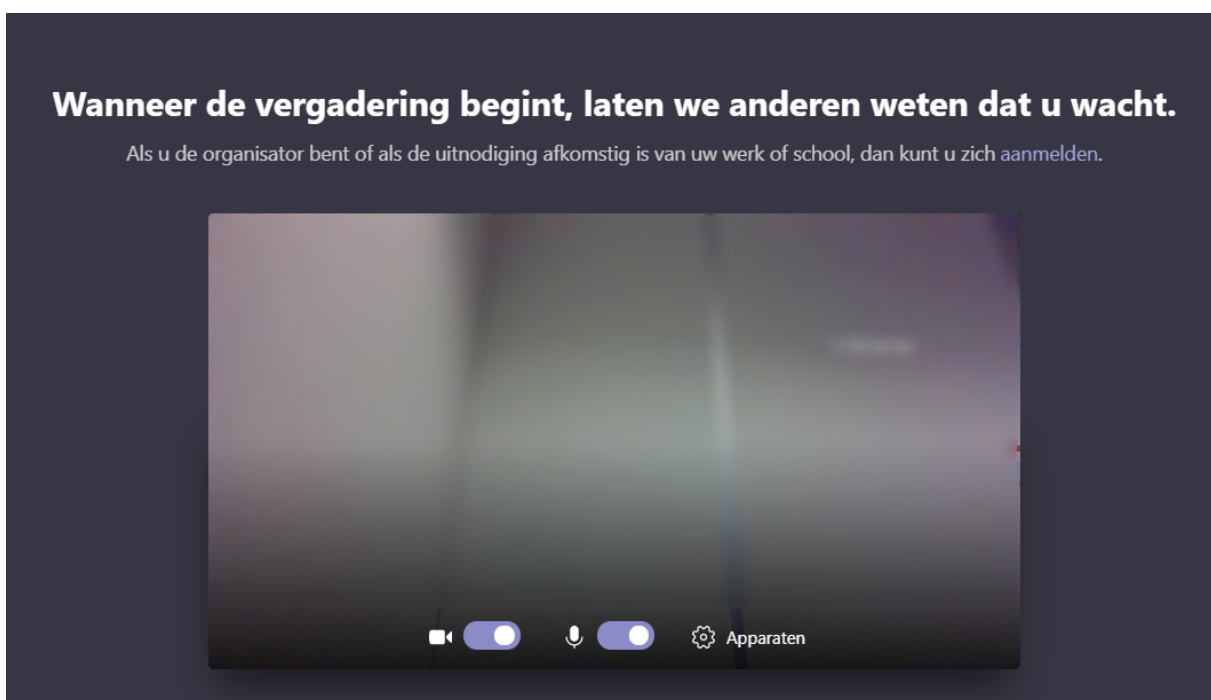 Wanneer de vergadering begint, laten we anderen weten dat u wacht.
Als u de organisator bent of als de uitnodiging afkomstig is van uw werk of school, dan kunt u zich aanmelden.
Apparaten